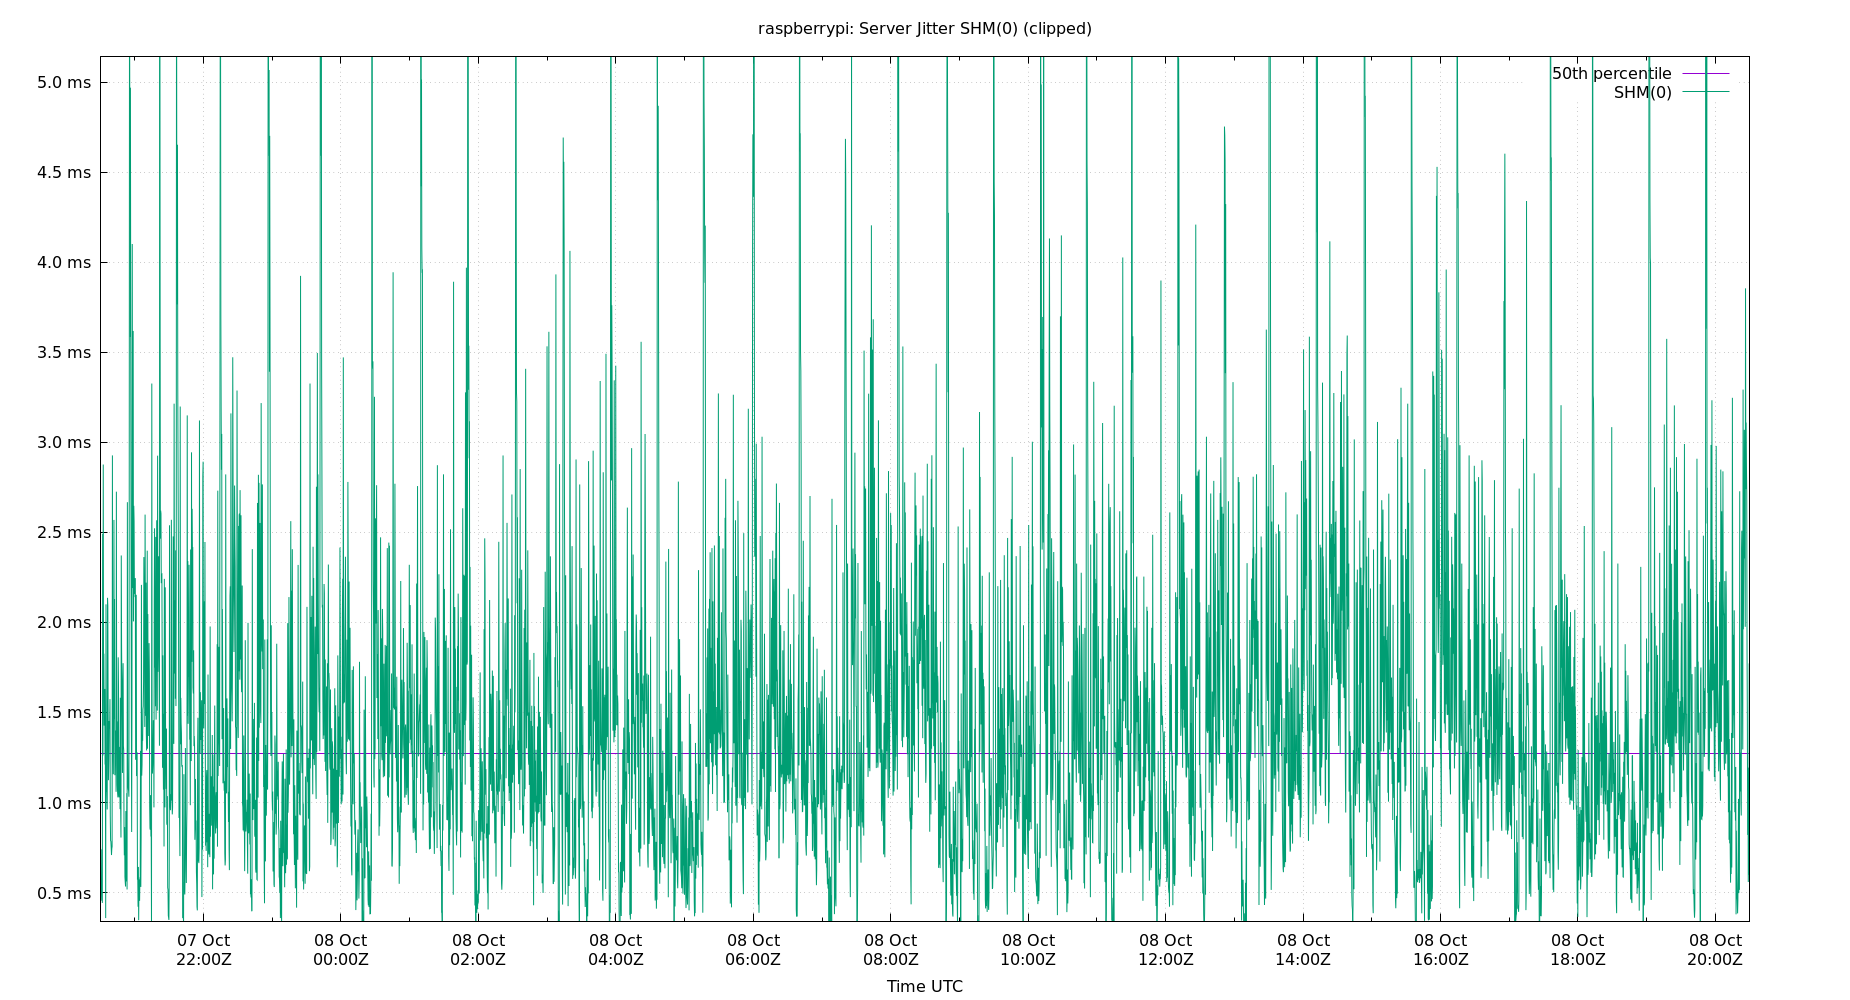 raspberrypi: Server Jitter SHM(0) (clipped)
50th percentile
SHM(0)
5.0 ms
4.5 ms
4.0 ms
3.5 ms
3.0 ms
2.5 ms
2.0 ms
1.5 ms
1.0 ms
0.5 ms
07 Oct 08 Oct 08 Oct 08 Oct 08 Oct 08 Oct 08 Oct 08 Oct 08 Oct 08 Oct 08 Oct 08 Oct
22:00Z 00:00Z 02:00Z 04:00Z 06:00Z 08:00Z 10:00Z 12:00Z 14:00Z 16:00Z 18:00Z 20:00Z
Time UTC